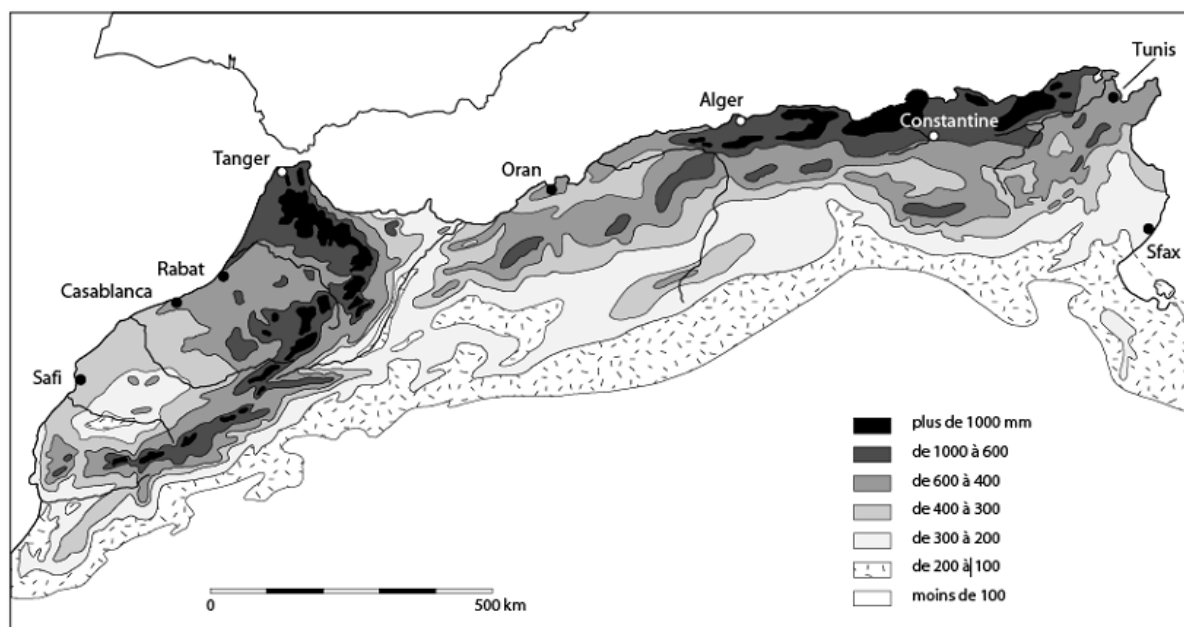 Tunis
Alger
Constantine
Tanger
Oran
Sfax
Rabat
Casablanca
Safi
plus de 1000 mm
de 1000 à 600
de 600 à 400
de 400 à 300
de 300 à 200
de 200 à 100
moins de 100
0 500 km